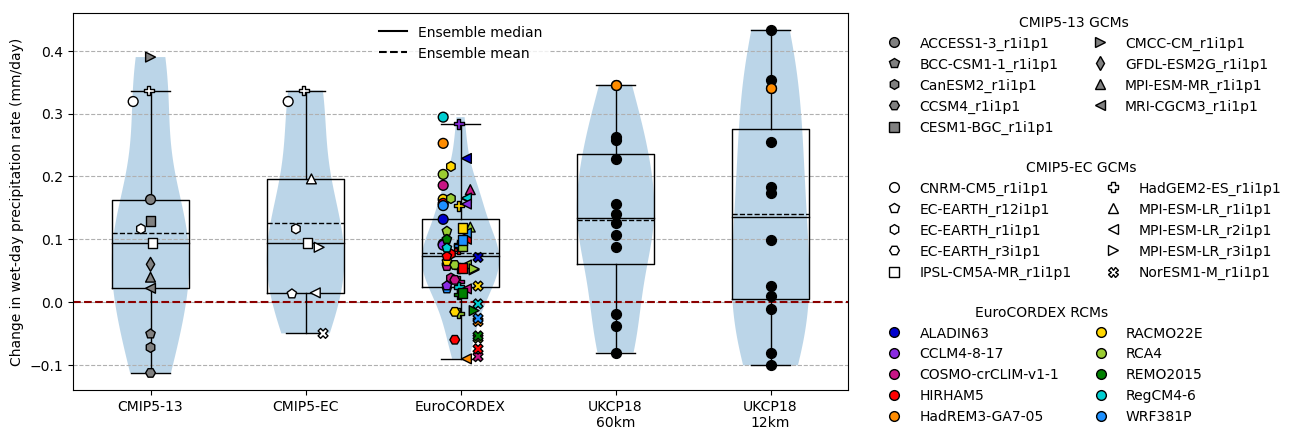 Change in wet-day precipitation rate (mm/day)
0.4
0.3
0.2
0.1
0.0
−0.1
Ensemble median
Ensemble mean
CMIP5-13
CMIP5-EC
EuroCORDEX
UKCP18
60km
UKCP18
12km
CMIP5-13 GCMs
ACCESS1-3_r1i1p1
BCC-CSM1-1_r1i1p1
CanESM2_r1i1p1
CCSM4_r1i1p1
CESM1-BGC_r1i1p1
CMCC-CM_r1i1p1
GFDL-ESM2G_r1i1p1
MPI-ESM-MR_r1i1p1
MRI-CGCM3_r1i1p1
CMIP5-EC GCMs
CNRM-CM5_r1i1p1
EC-EARTH_r12i1p1
EC-EARTH_r1i1p1
EC-EARTH_r3i1p1
IPSL-CM5A-MR_r1i1p1
HadGEM2-ES_r1i1p1
MPI-ESM-LR_r1i1p1
MPI-ESM-LR_r2i1p1
MPI-ESM-LR_r3i1p1
NorESM1-M_r1i1p1
EuroCORDEX RCMs
ALADIN63
CCLM4-8-17
COSMO-crCLIM-v1-1
HIRHAM5
HadREM3-GA7-05
RACMO22E
RCA4
REMO2015
RegCM4-6
WRF381P